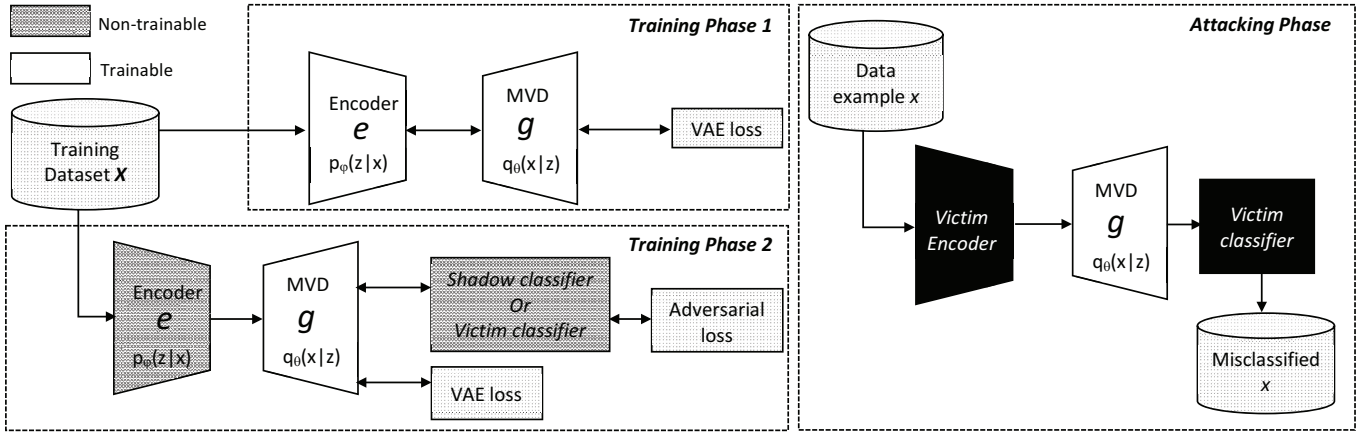 Non-trainable
Trainable
Training
Dataset X
Training Phase 1
Encoder
e
pφ(z|x)
MVD
g
qθ(x|z)
VAE loss
Training Phase 2
Encoder
e
pφ(z|x)
MVD
g
qθ(x|z)
Shadow classifier
Or
Victim classifier
Adversarial
loss
VAE loss
Attacking Phase
Data
example x
Victim
Encoder
MVD
g
qθ(x|z)
Victim
classifier
Misclassified
x